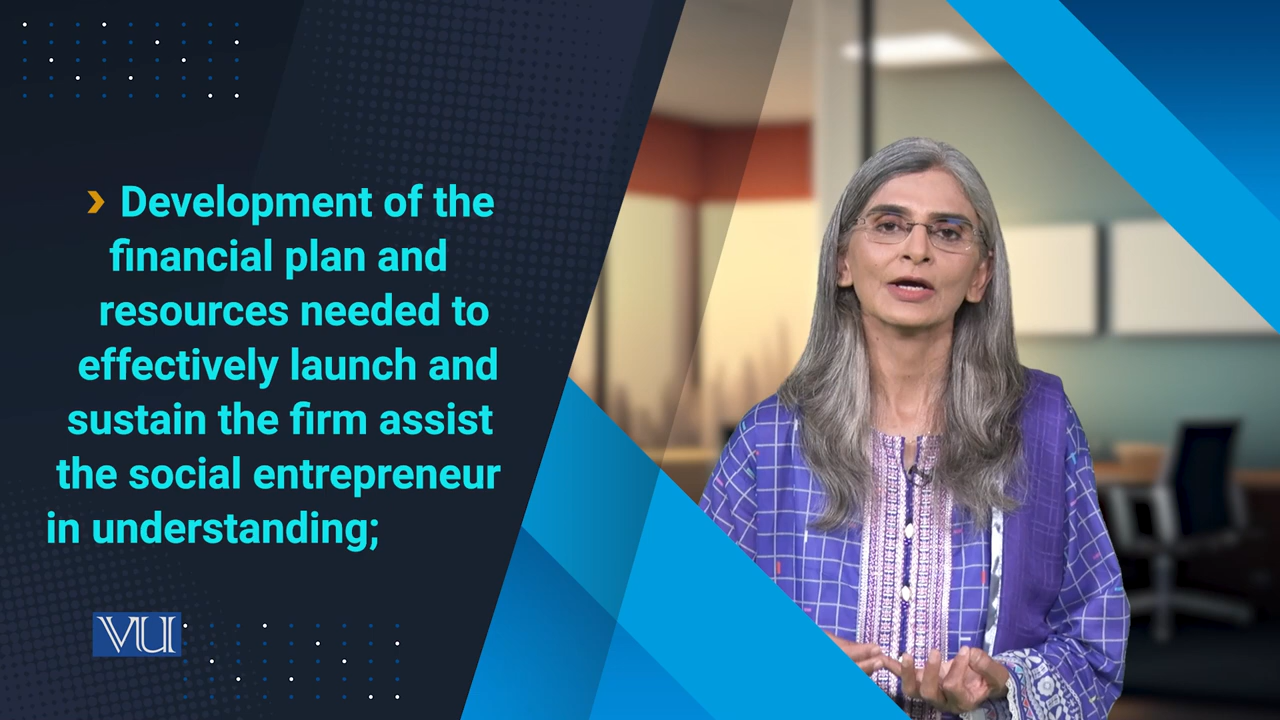 › Development of the
financial plan and
resources needed to
effectively launch and
sustain the firm assist
the social entrepreneur
in understanding;
VU